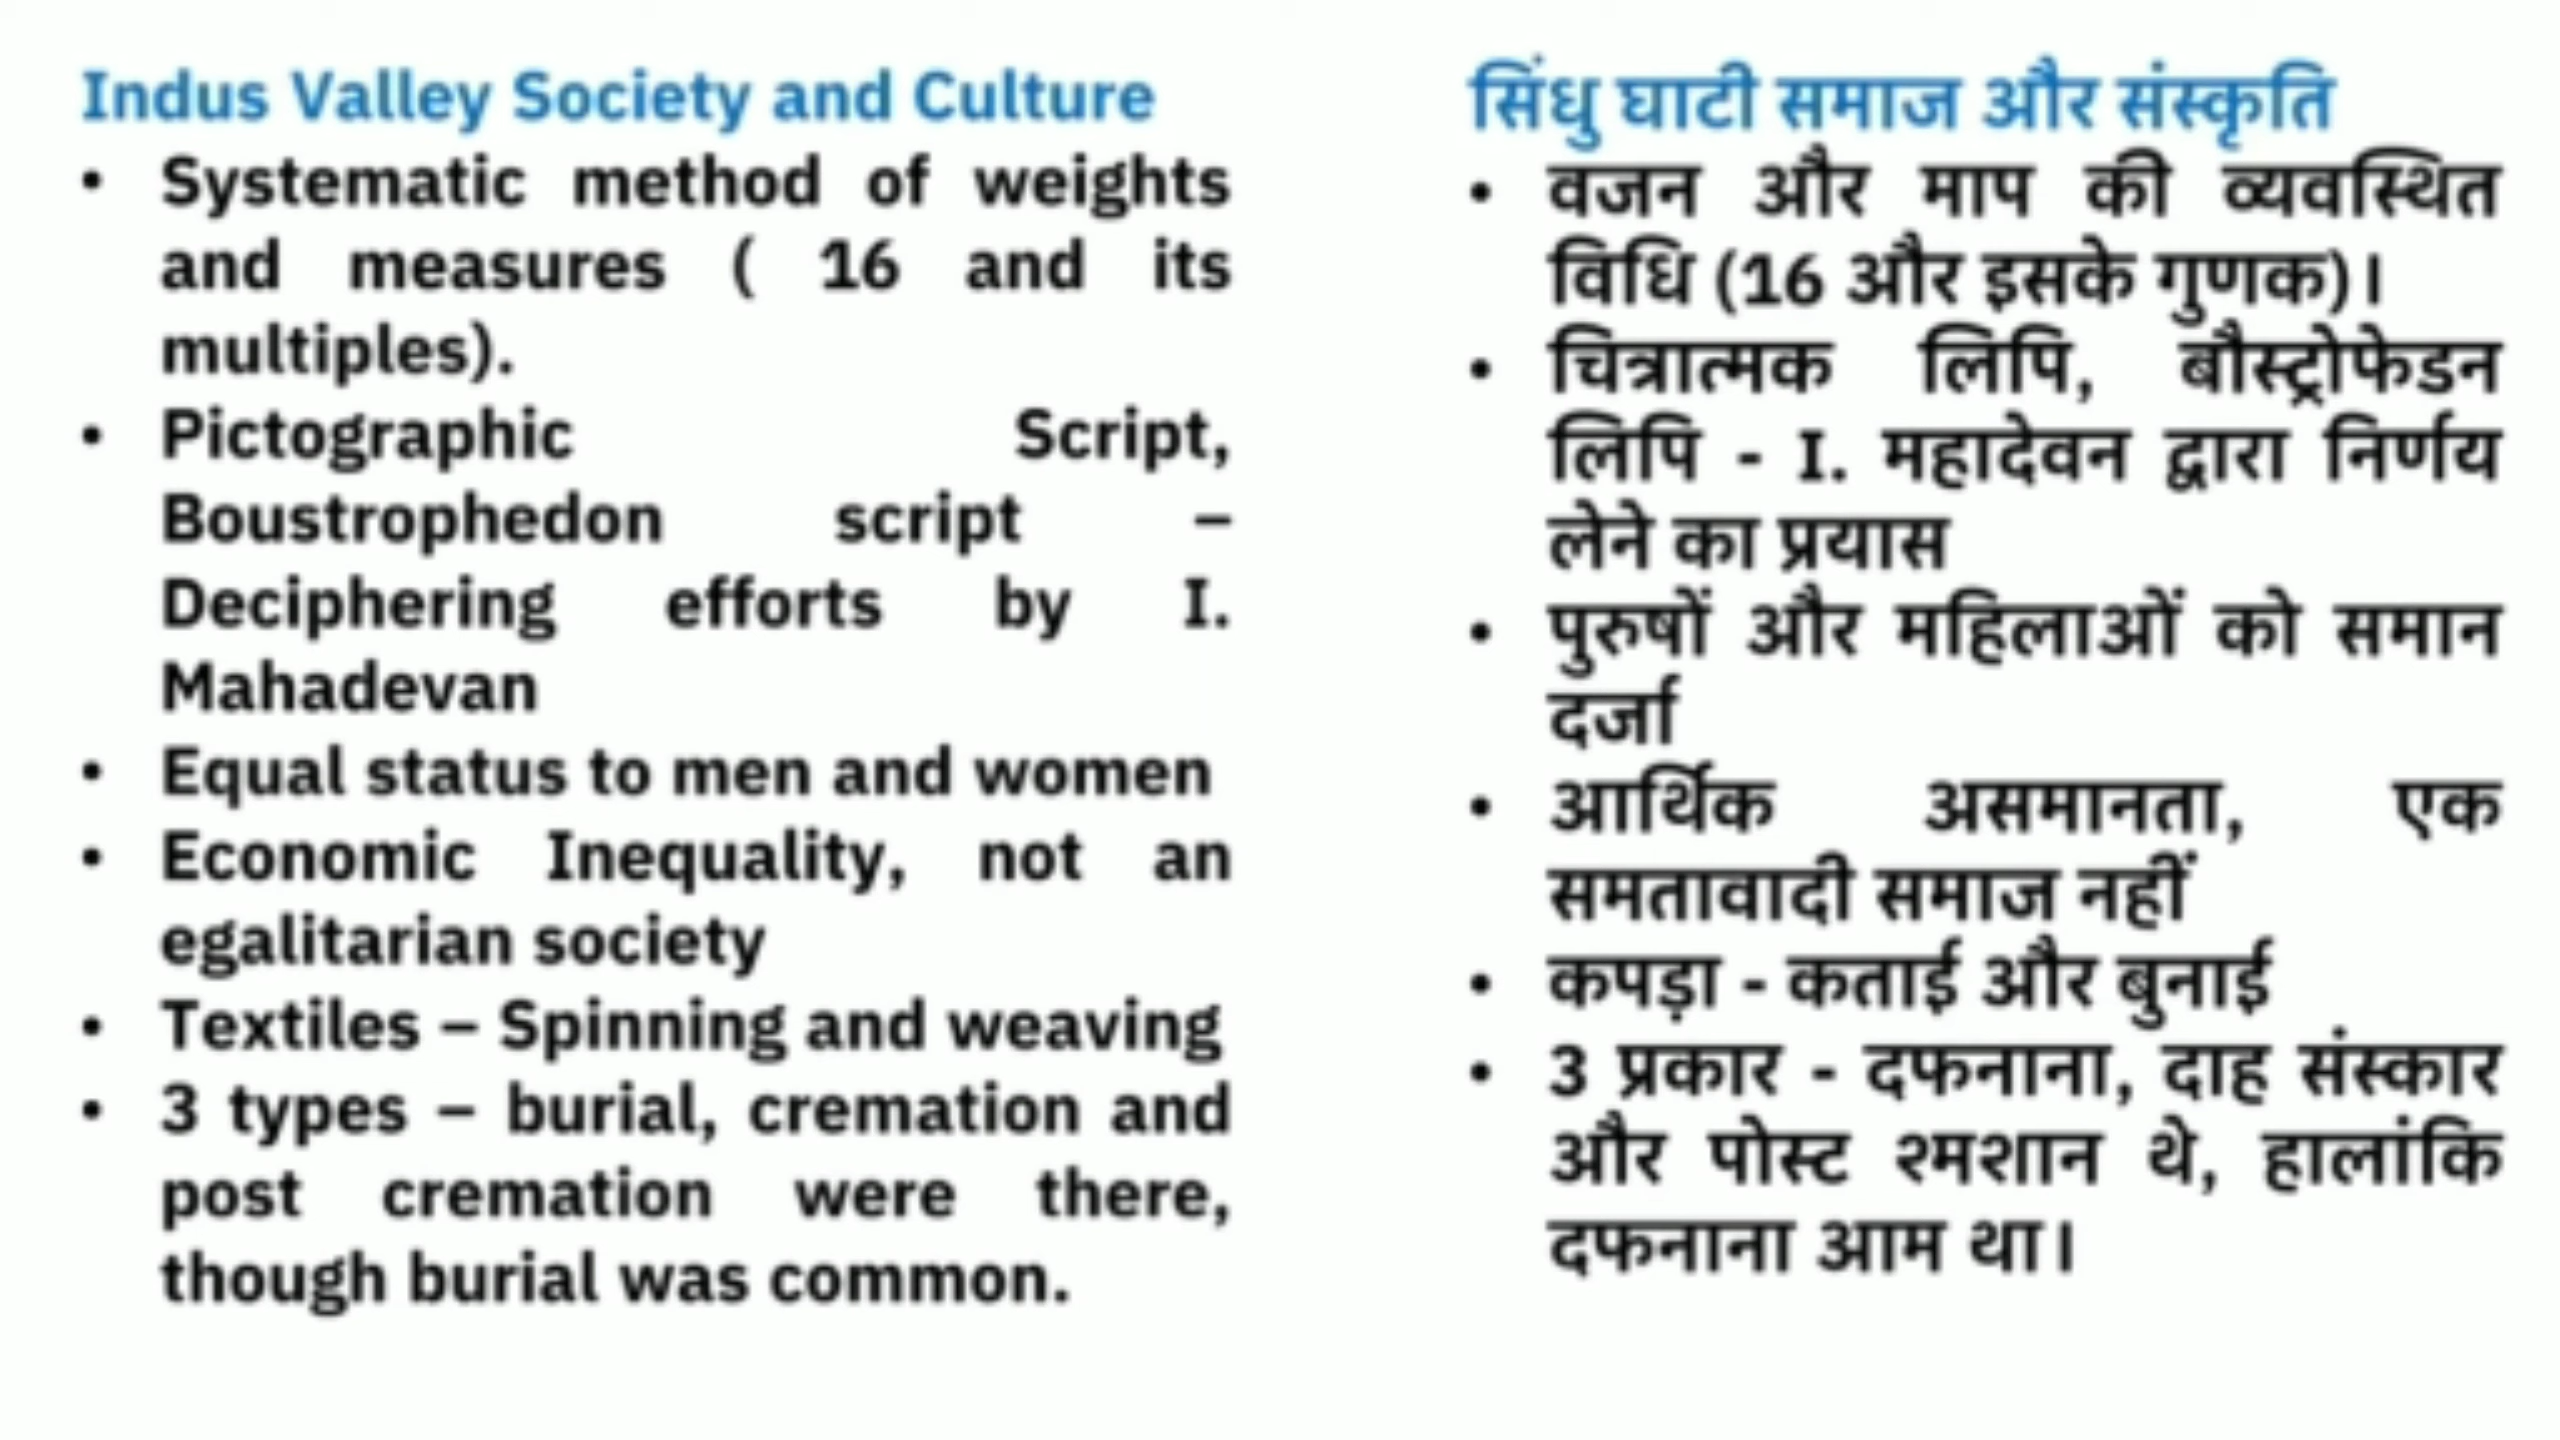 Indus Valley Society and Culture
• Systematic method of weights
and measures ( 16 and its
multiples).
• Pictographic Script,
Boustrophedon script –
Deciphering efforts by I.
Mahadevan
• Equal status to men and women
• Economic Inequality, not an
egalitarian society
• Textiles – Spinning and weaving
• 3 types – burial, cremation and
post cremation were there,
though burial was common.
सिंधु घाटी समाज और संस्कृति
• वजन और माप की व्यवस्थित
विधि (16 और इसके गुणक)।
• चित्रात्मक लिपि, बौस्ट्रोफेडन
लिपि - I. महादेवन द्वारा निर्णय
लेने का प्रयास
• पुरुषों और महिलाओं को समान
दर्जा
• आर्थिक असमानता, एक
समतावादी समाज नहीं
• कपड़ा - कताई और बुनाई
• 3 प्रकार - दफनाना, दाह संस्कार
और पोस्ट श्मशान थे, हालांकि
दफनाना आम था।